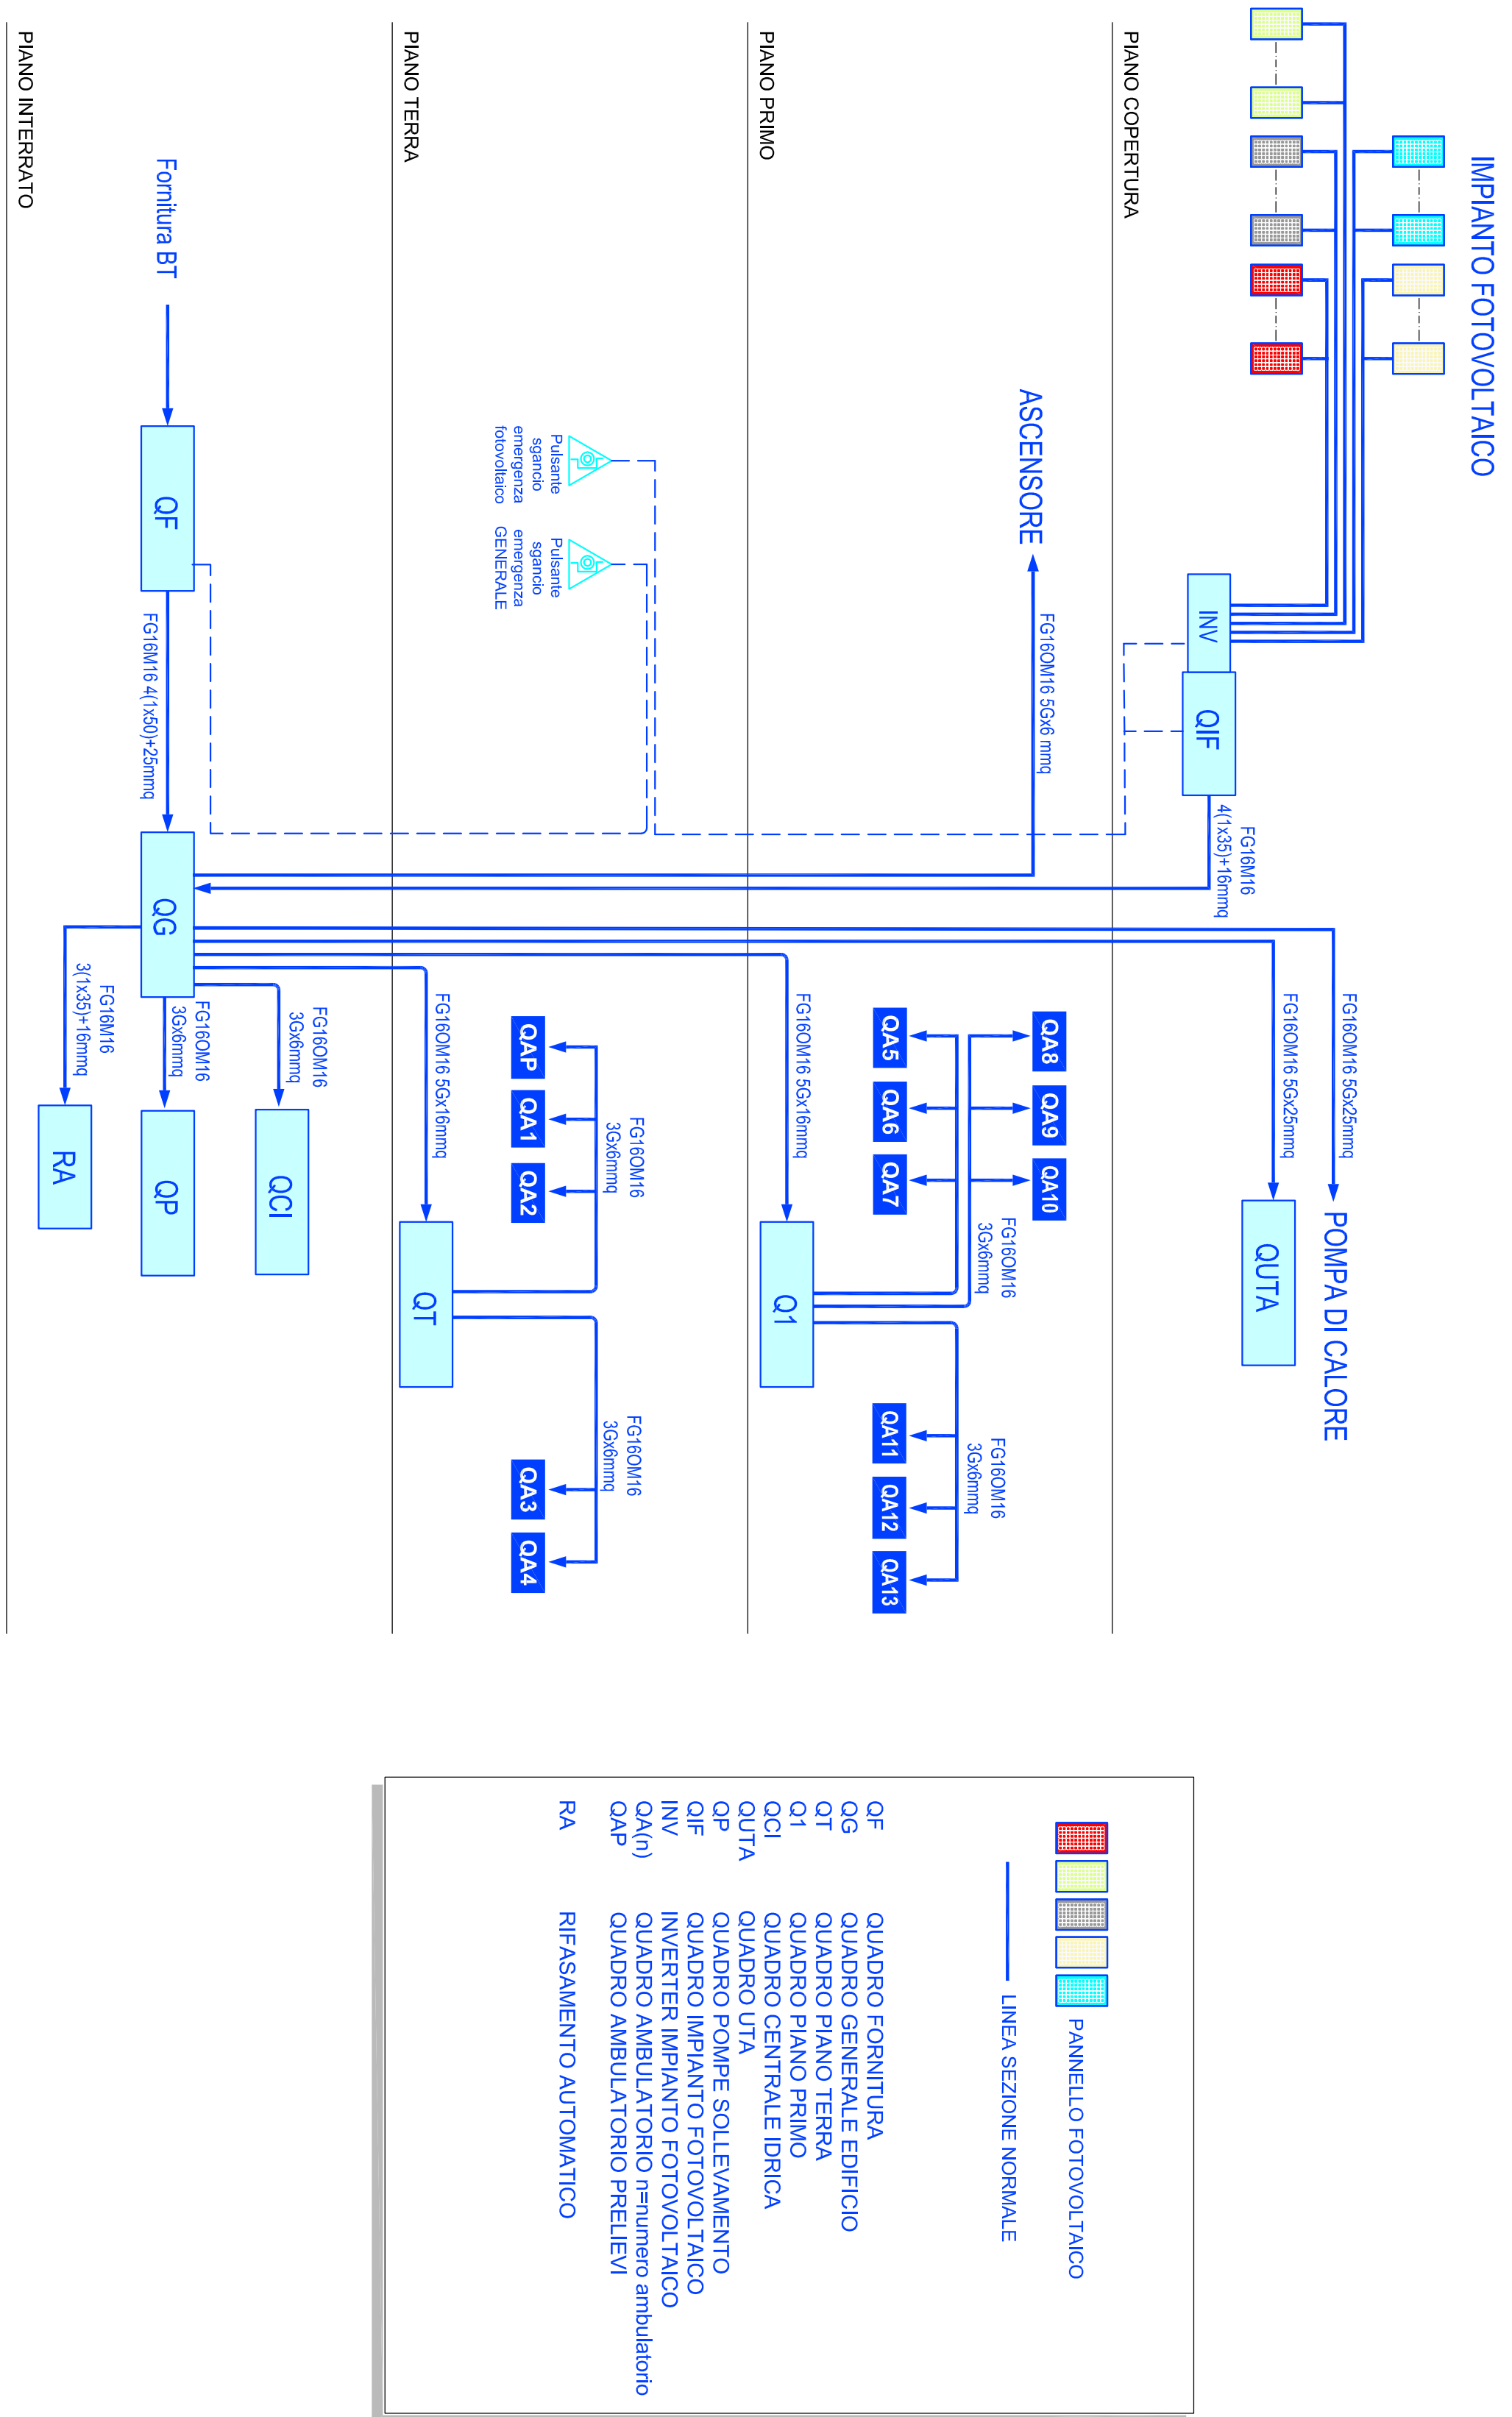 IMPIANTO FOTOVOLTAICO
INV
QIF
FG16M16
4(1x35)+16mmq
FG16OM16 5Gx25mmq
POMPA DI CALORE
FG16OM16 5Gx25mmq
QUTA
PIANO COPERTURA
ASCENSORE
FG16OM16 5Gx6 mmq
QA8
QA9
QA10
FG16OM16
3Gx6mmq
QA5
QA6
QA7
FG16OM16
3Gx6mmq
QA11
QA12
QA13
FG16OM16 5Gx16mmq
Q1
PIANO PRIMO
Pulsante
sgancio
emergenza
fotovoltaico
Pulsante
sgancio
emergenza
GENERALE
FG16OM16
3Gx6mmq
QAP
QA1
QA2
FG16OM16
3Gx6mmq
QA3
QA4
FG16OM16 5Gx16mmq
QT
PIANO TERRA
Fornitura BT
QF
FG16M16 4(1x50)+25mmq
QG
FG16OM16
3Gx6mmq
QCI
FG16OM16
3Gx6mmq
QP
FG16M16
3(1x35)+16mmq
RA
PIANO INTERRATO
PANNELLO FOTOVOLTAICO
LINEA SEZIONE NORMALE
QF QUADRO FORNITURA
QG QUADRO GENERALE EDIFICIO
QT QUADRO PIANO TERRA
Q1 QUADRO PIANO PRIMO
QCI QUADRO CENTRALE IDRICA
QUTA QUADRO UTA
QP QUADRO POMPE SOLLEVAMENTO
QIF QUADRO IMPIANTO FOTOVOLTAICO
INV INVERTER IMPIANTO FOTOVOLTAICO
QA(n) QUADRO AMBULATORIO n=numero ambulatorio
QAP QUADRO AMBULATORIO PRELIEVI
RA RIFASAMENTO AUTOMATICO